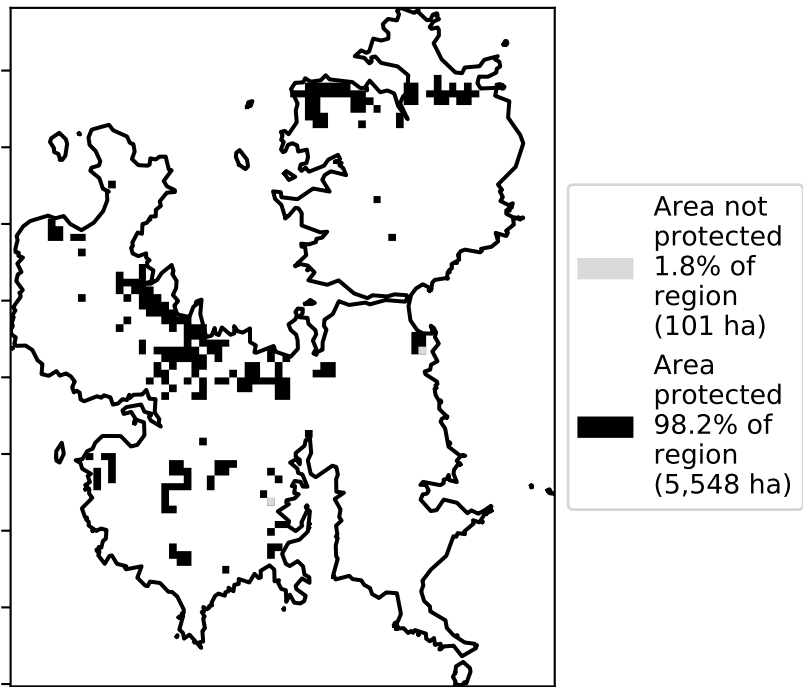 Area not
protected
1.8% of
region
(101 ha)
Area
protected
98.2% of
region
(5,548 ha)